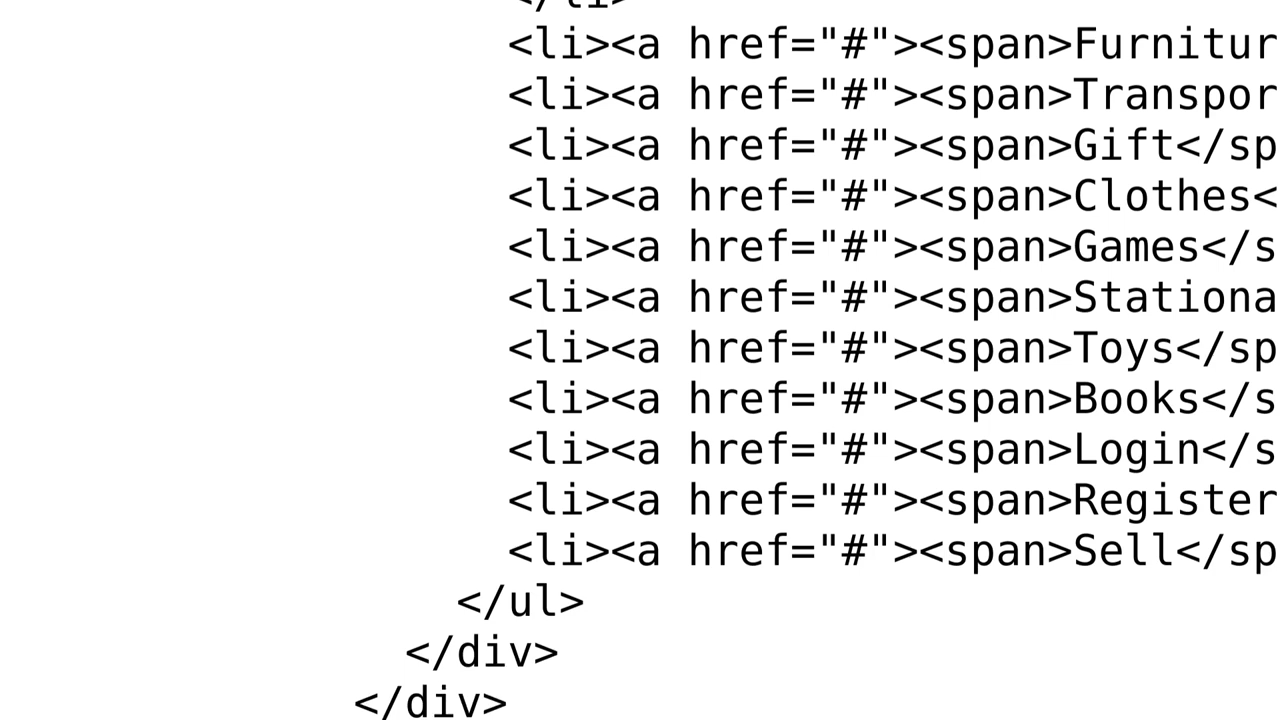 </li>
<li><a href="#"><span>Furnitur
<li><a href="#"><span>Transpor
<li><a href="#"><span>Gift</sp
<li><a href="#"><span>Clothes<
<li><a href="#"><span>Games</s
<li><a href="#"><span>Stationa
<li><a href="#"><span>Toys</sp
<li><a href="#"><span>Books</s
<li><a href="#"><span>Login</s
<li><a href="#"><span>Register
<li><a href="#"><span>Sell</sp
</ul>
</div>
</div>